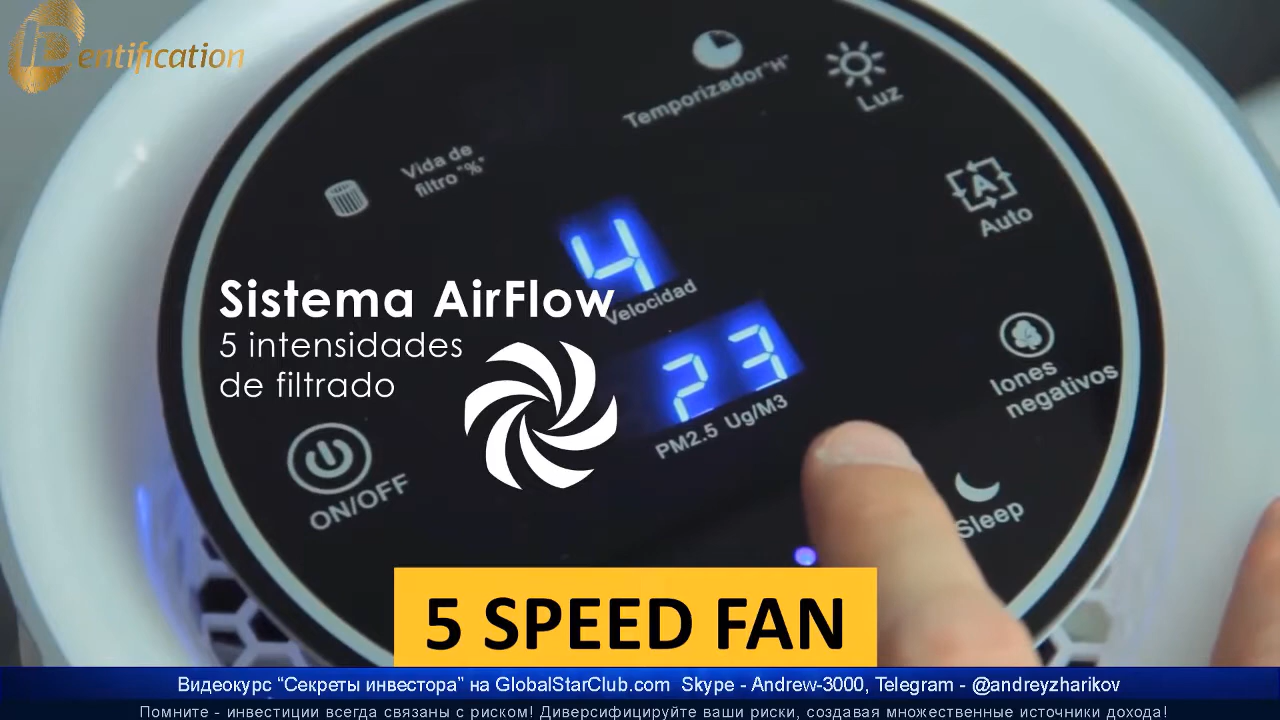 IDentification
Temporizador"H"
Luz
Vida de
filtro "%"
A
Auto
4
Velocidad
Sistema AirFlow
5 intensidades
de filtrado
23
PM2.5 Ug/M3
Iones
negativos
ON/OFF
Sleep
5 SPEED FAN
Видеокурс “Секреты инвестора” на GlobalStarClub.com Skype - Andrew-3000, Telegram - @andreyzharikov
Помните - инвестиции всегда связаны с риском! Диверсифицируйте ваши риски, создавая множественные источники дохода!